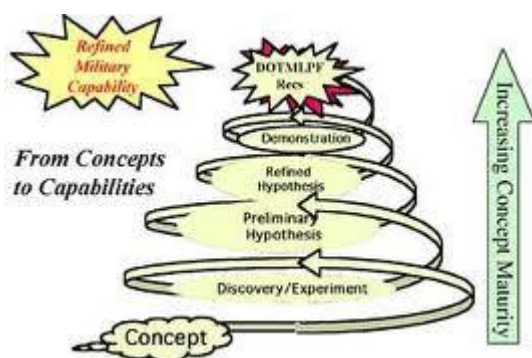 Refined
Military
Capability
DOTMLPF
Recs
Demonstration
From Concepts
to Capabilities
Refined
Hypothesis
Preliminary
Hypothesis
Discovery/Experiment
Concept
Increasing Concept Maturity